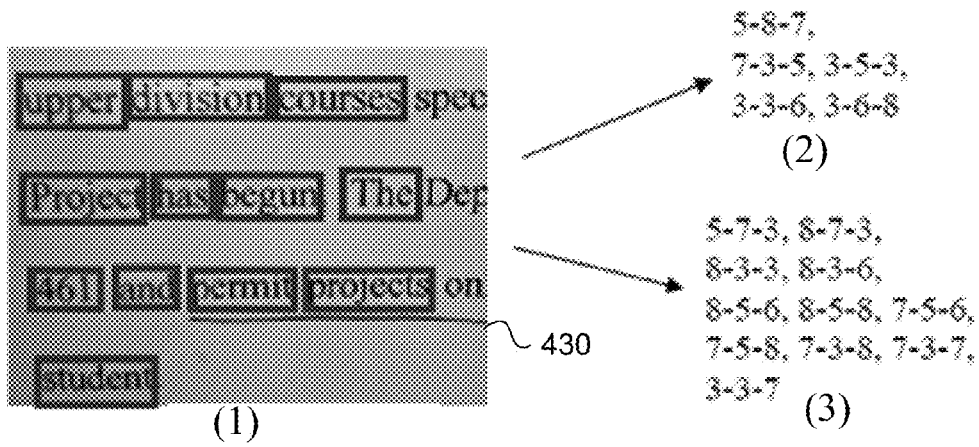 upper division courses spec
Project has begun The Dep
461 and permit projects on
student
(1)
430
5-8-7,
7-3-5, 3-5-3,
3-3-6, 3-6-8
(2)
5-7-3, 8-7-3,
8-3-3, 8-3-6,
8-5-6, 8-5-8, 7-5-6,
7-5-8, 7-3-8, 7-3-7,
3-3-7
(3)